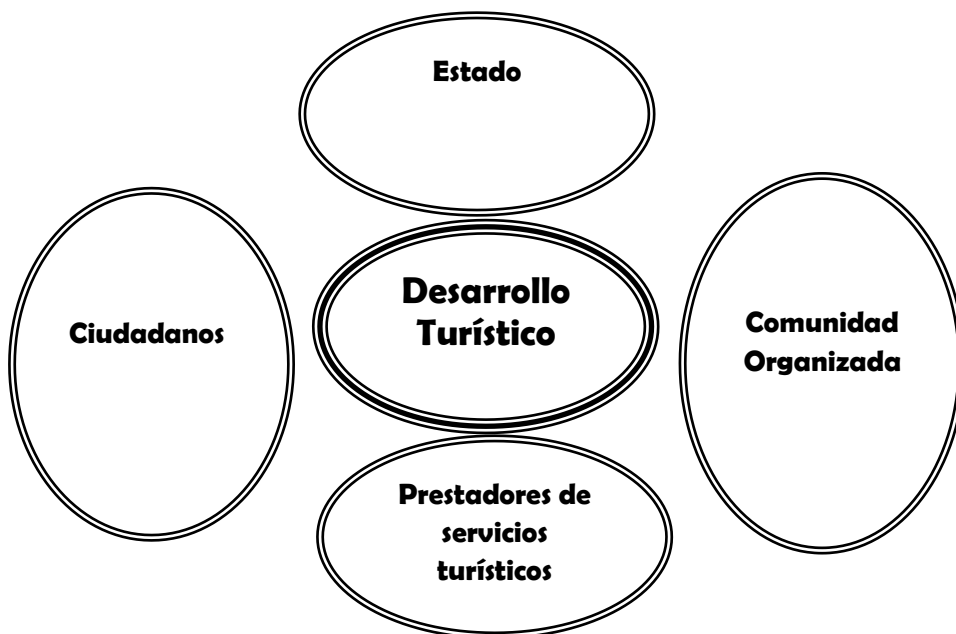 Estado
Desarrollo
Turístico
Ciudadanos
Comunidad
Organizada
Prestadores de
servicios
turísticos